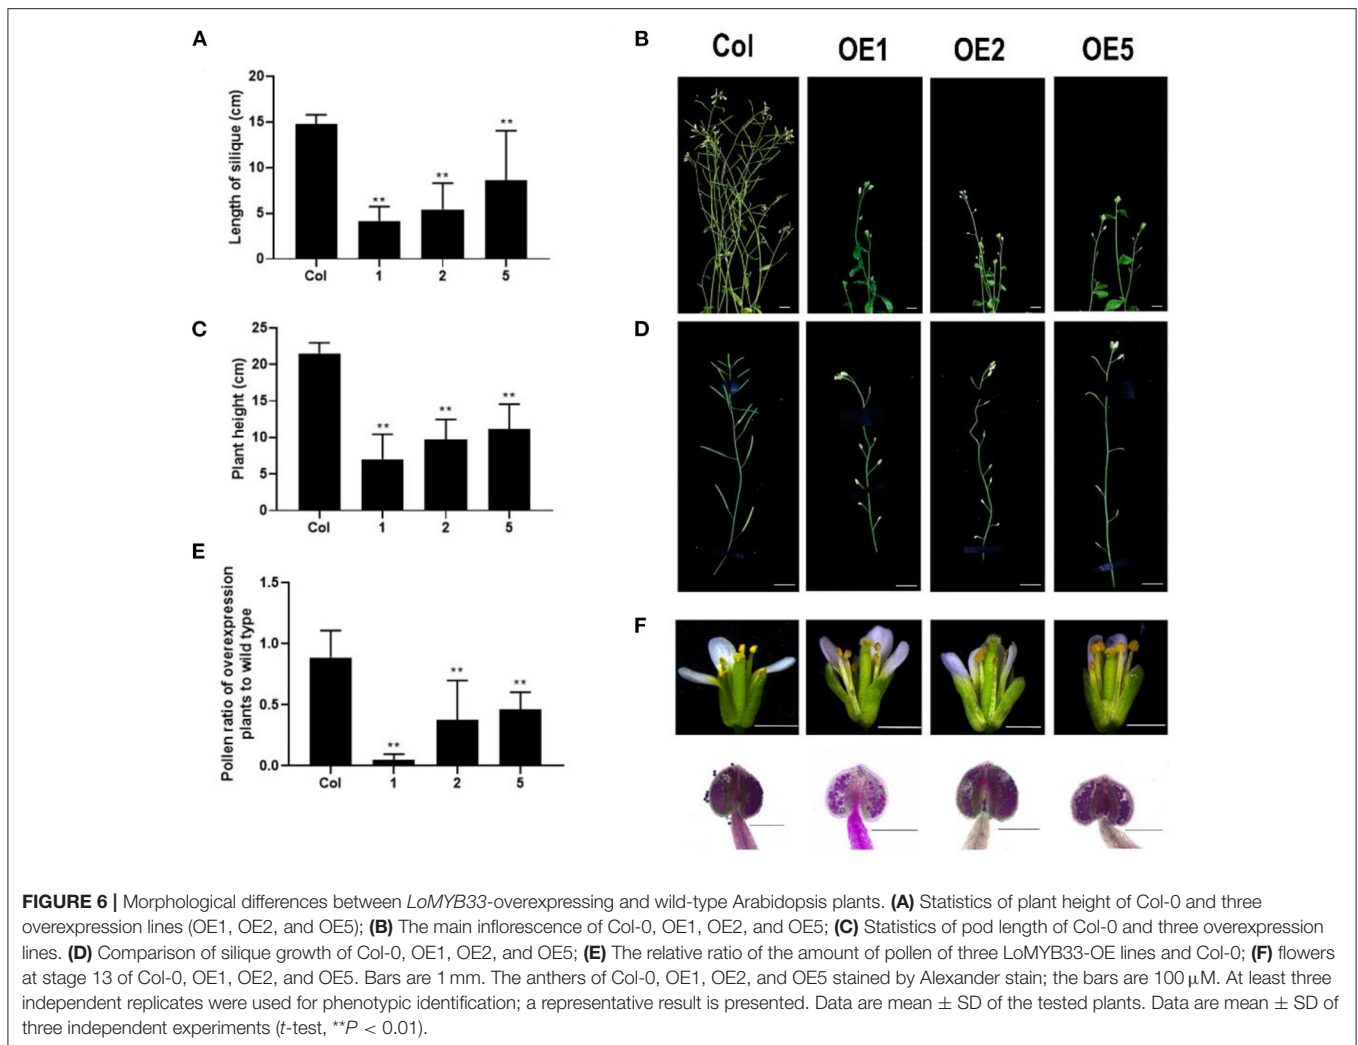 A
Length of silique (cm)
20
15
10
5
0
**
**
**
Col
1
2
5
B
Col
OE1
OE2
OE5
C
Plant height (cm)
25
20
15
10
5
0
**
**
**
Col
1
2
5
D
E
Pollen ratio of overexpression
plants to wild type
1.5
1.0
0.5
0.0
**
**
**
Col
1
2
5
F
FIGURE 6 | Morphological differences between LoMYB33-overexpressing and wild-type Arabidopsis plants. (A) Statistics of plant height of Col-0 and three
overexpression lines (OE1, OE2, and OE5); (B) The main inflorescence of Col-0, OE1, OE2, and OE5; (C) Statistics of pod length of Col-0 and three overexpression
lines. (D) Comparison of silique growth of Col-0, OE1, OE2, and OE5; (E) The relative ratio of the amount of pollen of three LoMYB33-OE lines and Col-0; (F) flowers
at stage 13 of Col-0, OE1, OE2, and OE5. Bars are 1 mm. The anthers of Col-0, OE1, OE2, and OE5 stained by Alexander stain; the bars are 100 μM. At least three
independent replicates were used for phenotypic identification; a representative result is presented. Data are mean ± SD of the tested plants. Data are mean ± SD of
three independent experiments (t-test, **P < 0.01).